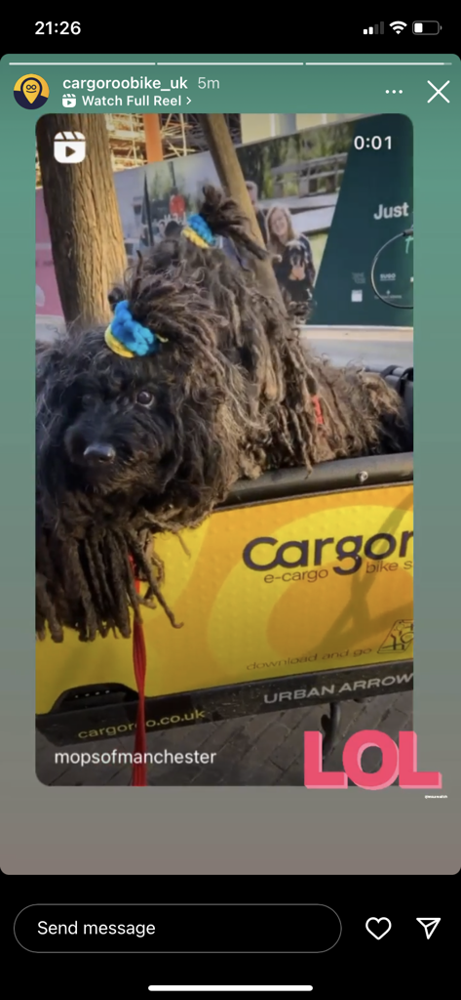 21:26
cargoroobike_uk 5m
Watch Full Reel >
0:01
Just
Cargor
e-cargo bike s
download and go
URBAN ARROW
cargoroo.co.uk
mopsofmanchester
LOL
Send message